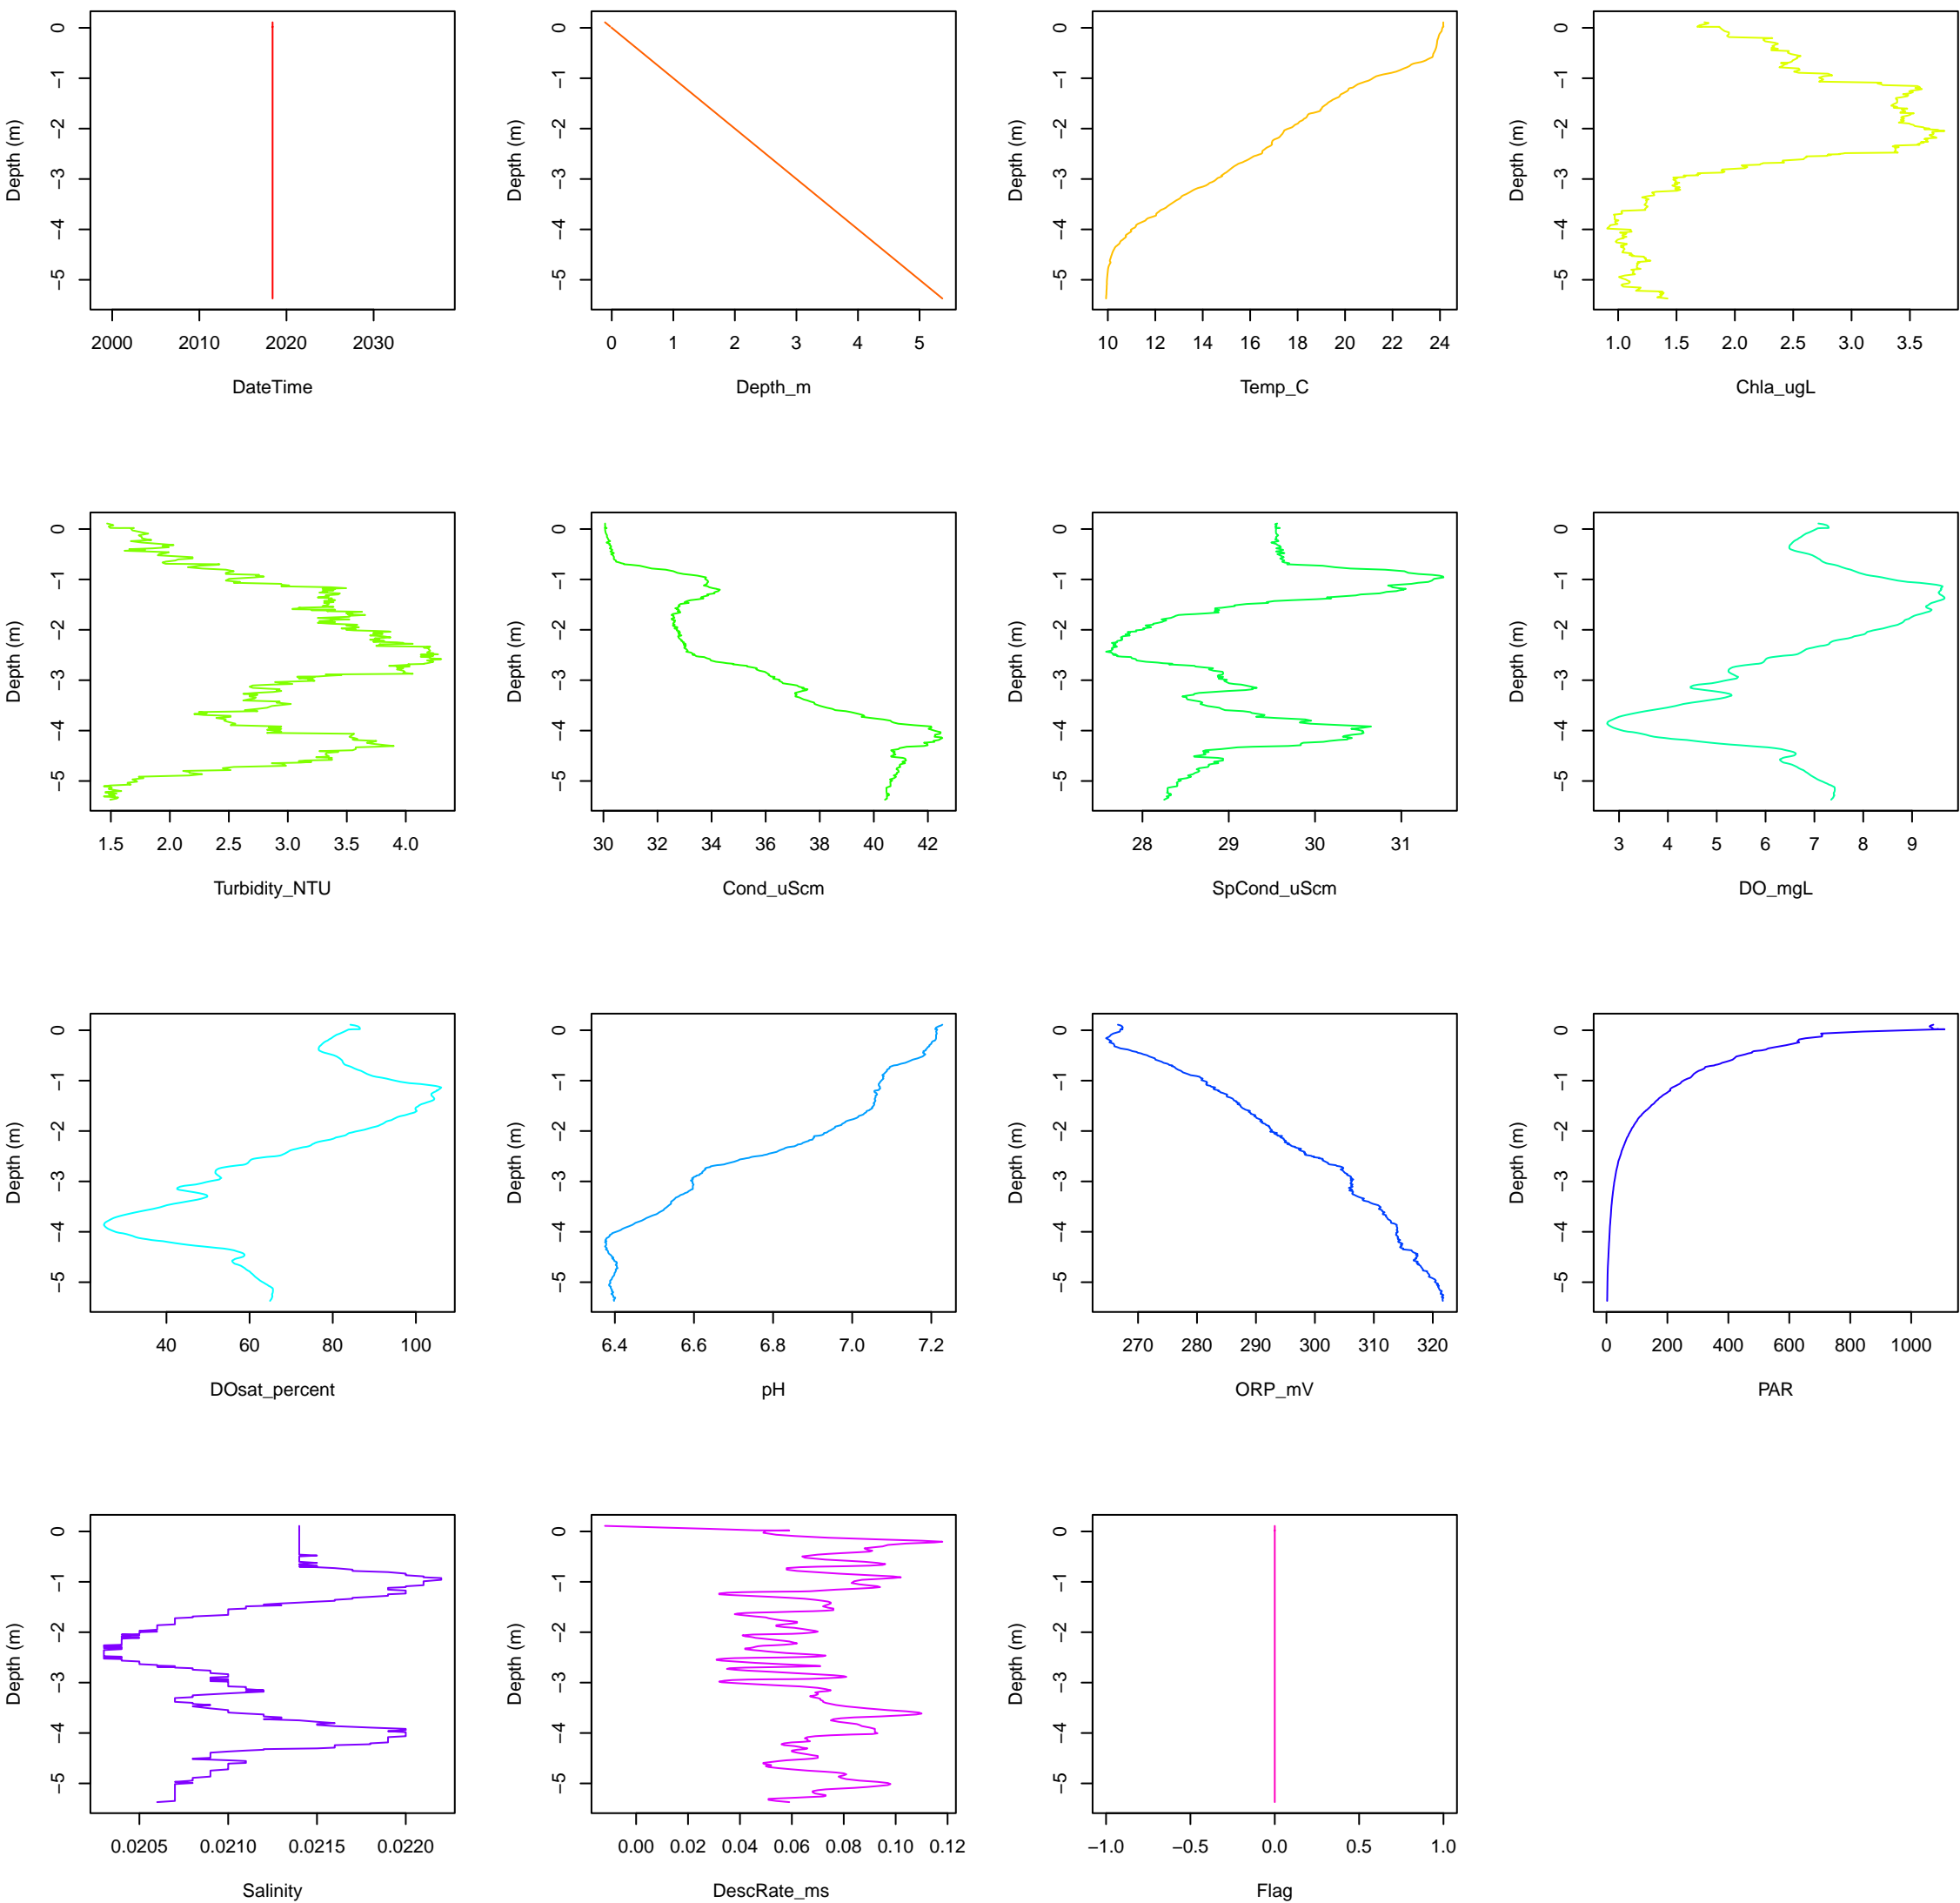 Depth (m)
0
−1
−2
−3
−4
−5
2000 2010 2020 2030
DateTime
Depth (m)
0
−1
−2
−3
−4
−5
0 1 2 3 4 5
Depth_m
Depth (m)
0
−1
−2
−3
−4
−5
10 12 14 16 18 20 22 24
Temp_C
Depth (m)
0
−1
−2
−3
−4
−5
1.0 1.5 2.0 2.5 3.0 3.5
Chla_ugL
Depth (m)
0
−1
−2
−3
−4
−5
1.5 2.0 2.5 3.0 3.5 4.0
Turbidity_NTU
Depth (m)
0
−1
−2
−3
−4
−5
30 32 34 36 38 40 42
Cond_uScm
Depth (m)
0
−1
−2
−3
−4
−5
28 29 30 31
SpCond_uScm
Depth (m)
0
−1
−2
−3
−4
−5
3 4 5 6 7 8 9
DO_mgL
Depth (m)
0
−1
−2
−3
−4
−5
40 60 80 100
DOsat_percent
Depth (m)
0
−1
−2
−3
−4
−5
6.4 6.6 6.8 7.0 7.2
pH
Depth (m)
0
−1
−2
−3
−4
−5
270 280 290 300 310 320
ORP_mV
Depth (m)
0
−1
−2
−3
−4
−5
0 200 400 600 800 1000
PAR
Depth (m)
0
−1
−2
−3
−4
−5
0.0205 0.0210 0.0215 0.0220
Salinity
Depth (m)
0
−1
−2
−3
−4
−5
0.00 0.02 0.04 0.06 0.08 0.10 0.12
DescRate_ms
Depth (m)
0
−1
−2
−3
−4
−5
−1.0 −0.5 0.0 0.5 1.0
Flag